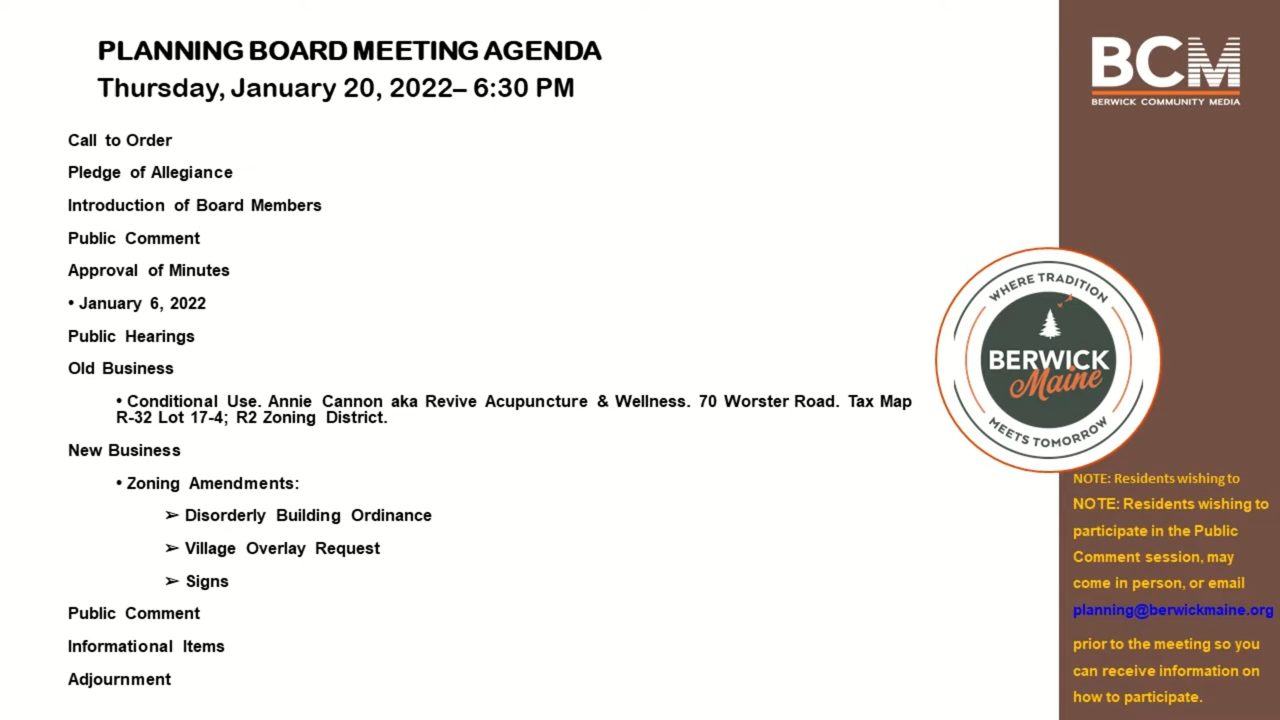 PLANNING BOARD MEETING AGENDA
Thursday, January 20, 2022– 6:30 PM
Call to Order
Pledge of Allegiance
Introduction of Board Members
Public Comment
Approval of Minutes
• January 6, 2022
Public Hearings
Old Business
• Conditional Use. Annie Cannon aka Revive Acupuncture & Wellness. 70 Worster Road. Tax Map
R-32 Lot 17-4; R2 Zoning District.
New Business
• Zoning Amendments:
➢ Disorderly Building Ordinance
➢ Village Overlay Request
➢ Signs
Public Comment
Informational Items
Adjournment
BCM
BERWICK COMMUNITY MEDIA
WHERE TRADITION
BERWICK
Maine
MEETS TOMORROW
NOTE: Residents wishing to
NOTE: Residents wishing to
participate in the Public
Comment session, may
come in person, or email
planning@berwickmaine.org
prior to the meeting so you
can receive information on
how to participate.